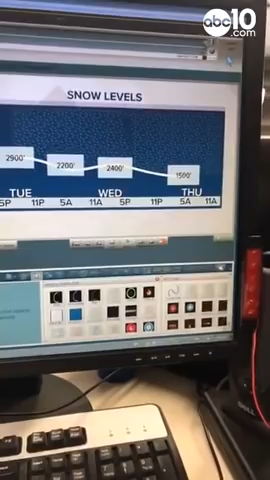 abc10
.com
SNOW LEVELS
2900'
2200'
2400'
1500'
TUE
WED
THU
5P 11P 5A 11A 5P 11P 5A 11A
DELL